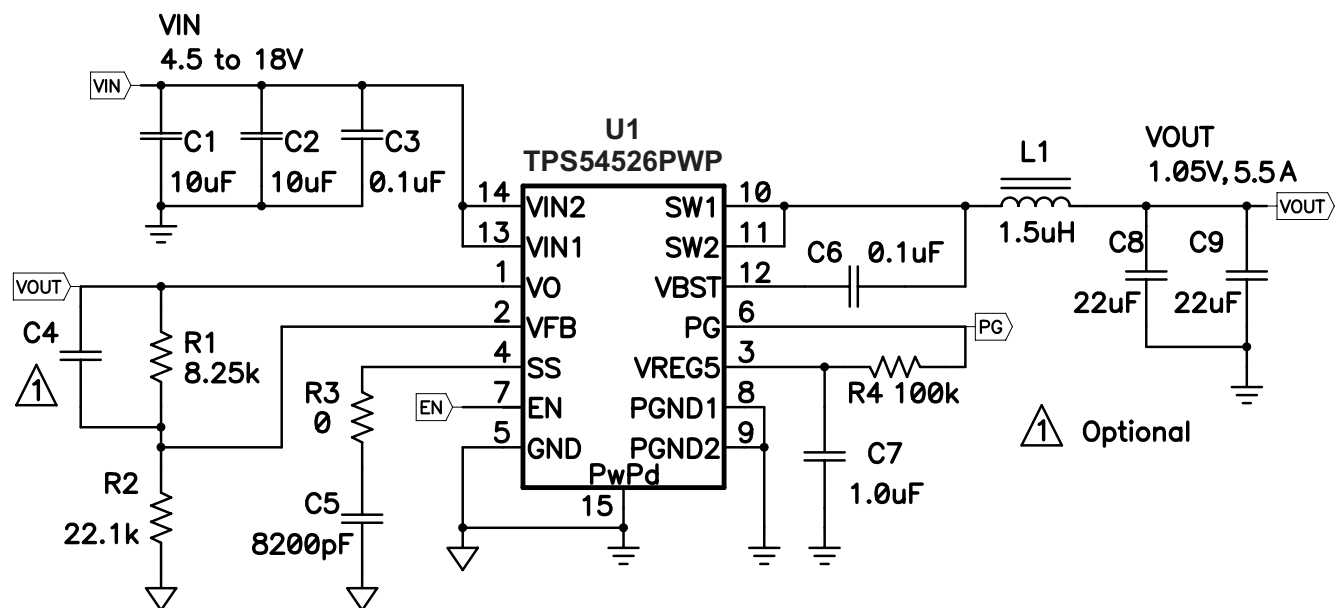 VIN
4.5 to 18V
VIN
C1
10uF
C2
10uF
C3
0.1uF
U1
TPS54526PWP
14
VIN2
13
VIN1
1
VO
2
VFB
4
SS
7
EN
5
GND
SW1
10
SW2
11
VBST
12
PG
6
VREG5
3
PGND1
8
PGND2
9
PwPd
15
VOUT
C4
1
R1
8.25k
R2
22.1k
R3
0
C5
8200pF
EN
C6
0.1uF
L1
1.5uH
VOUT
1.05V, 5.5A
VOUT
C8
22uF
C9
22uF
PG
R4 100k
C7
1.0uF
1 Optional